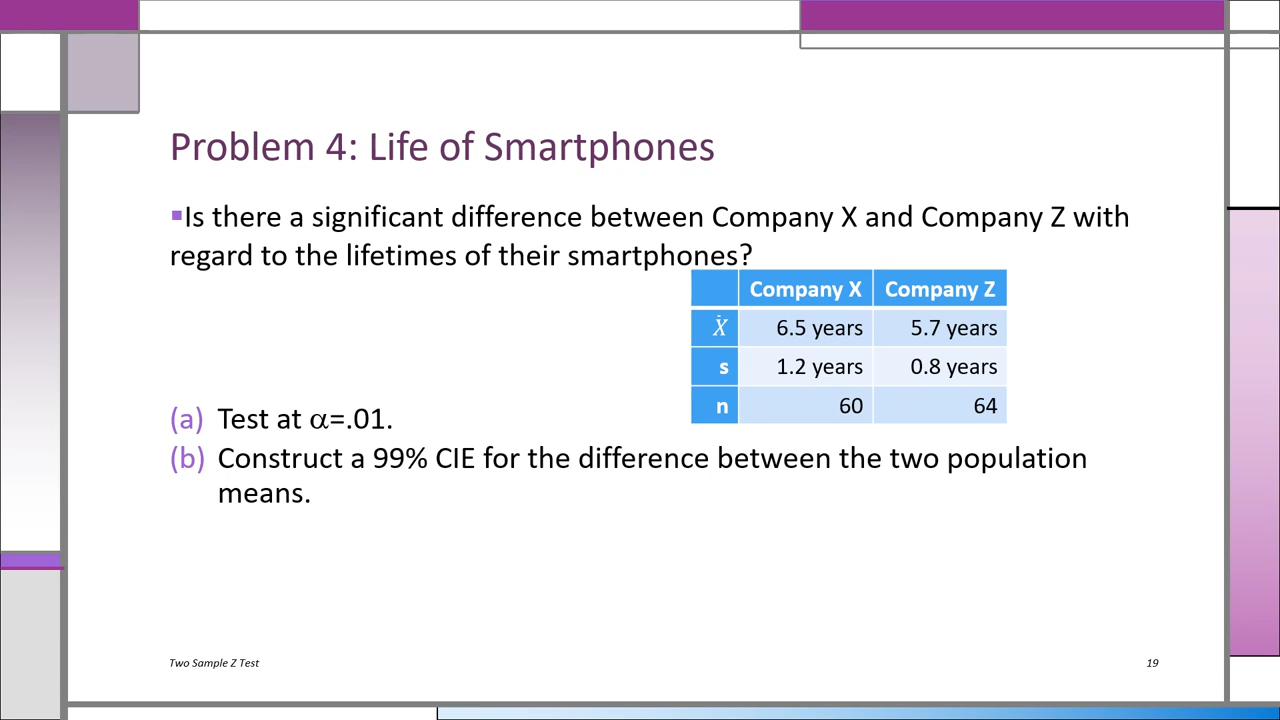 Problem 4: Life of Smartphones
▪Is there a significant difference between Company X and Company Z with
regard to the lifetimes of their smartphones?
Company X Company Z
X̄ 6.5 years 5.7 years
s 1.2 years 0.8 years
n 60 64
(a) Test at α=.01.
(b) Construct a 99% CIE for the difference between the two population
means.
Two Sample Z Test 19